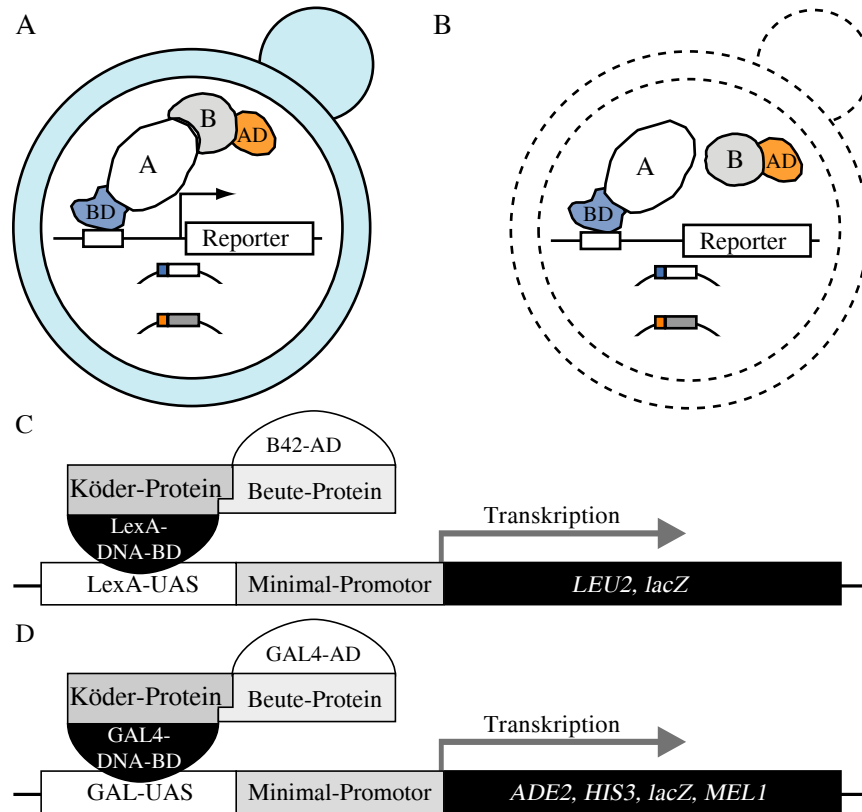 A
B
A
B
AD
BD
Reporter
A
B
AD
BD
Reporter
C
B42-AD
Köder-Protein
Beute-Protein
LexA-
DNA-BD
Transkription
LexA-UAS
Minimal-Promotor
LEU2, lacZ
D
GAL4-AD
Köder-Protein
Beute-Protein
GAL4-
DNA-BD
Transkription
GAL-UAS
Minimal-Promotor
ADE2, HIS3, lacZ, MEL1